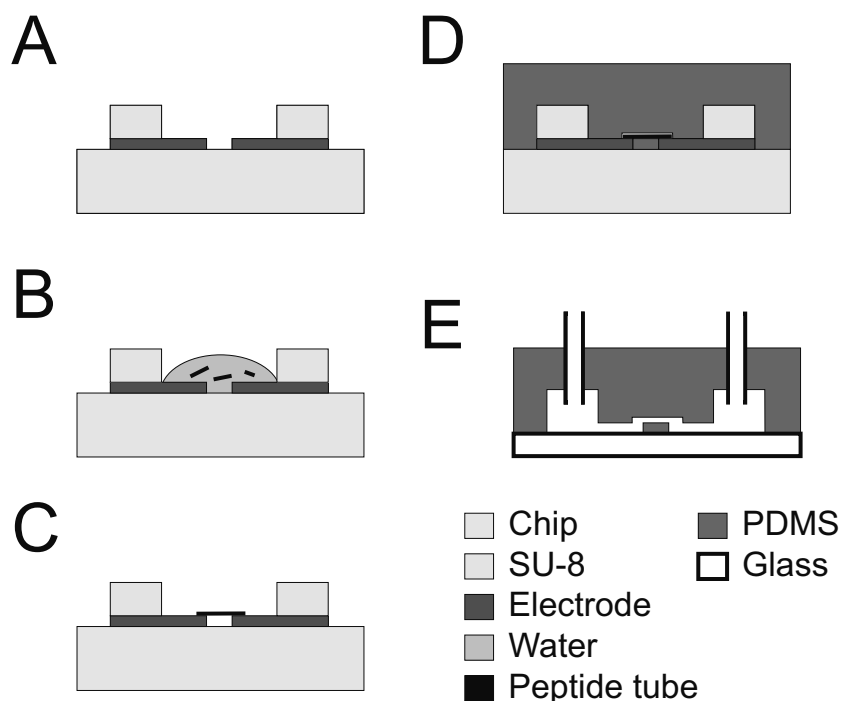 A
D
B
E
C
Chip
SU-8
Electrode
Water
Peptide tube
PDMS
Glass